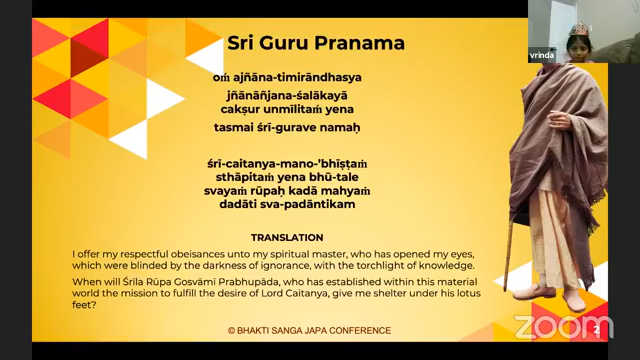 Sri Guru Pranama
vrinda
oṁ ajñāna-timirāndhasya
jñānāñjana-śalākayā
cakṣur unmīlitaṁ yena
tasmai śrī-gurave namaḥ
śrī-caitanya-mano-'bhīṣṭaṁ
sthāpitaṁ yena bhū-tale
svayaṁ rūpaḥ kadā mahyaṁ
dadāti sva-padāntikam
TRANSLATION
I offer my respectful obeisances unto my spiritual master, who has opened my eyes,
which were blinded by the darkness of ignorance, with the torchlight of knowledge.
When will Śrīla Rūpa Gosvāmī Prabhupāda, who has established within this material
world the mission to fulfill the desire of Lord Caitanya, give me shelter under his lotus
feet?
© BHAKTI SANGA JAPA CONFERENCE
2
zoom